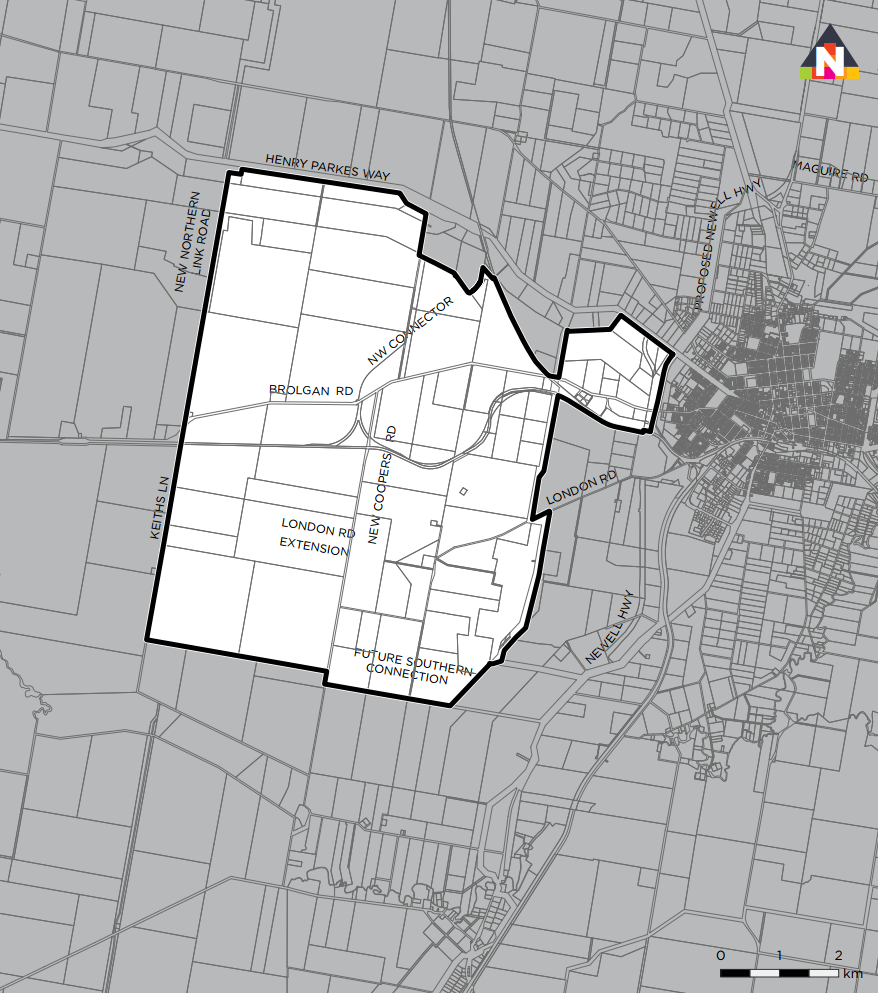 N
MAGUIRE RD
HENRY PARKES WAY
PROPOSED NEWELL HWY
NEW NORTHERN
LINK ROAD
NW CONNECTOR
BROLGAN RD
NEW COOPERS RD
LONDON RD
KEITHS LN
LONDON RD
EXTENSION
NEWELL HWY
FUTURE SOUTHERN
CONNECTION
0 1 2
km